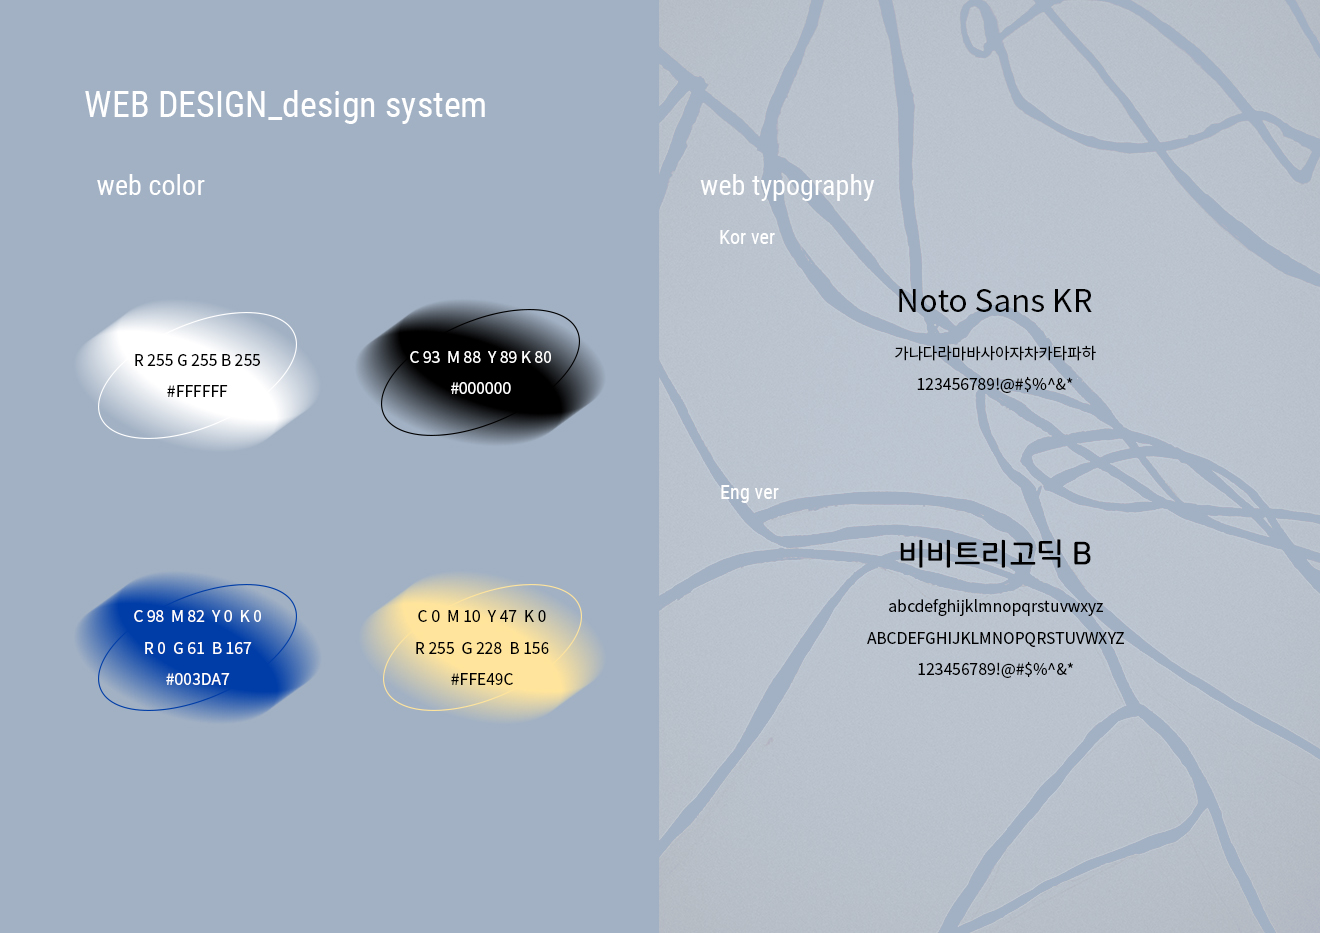 WEB DESIGN_design system
web color
R 255 G 255 B 255
#FFFFFF
C 93 M 88 Y 89 K 80
#000000
C 98 M 82 Y 0 K 0
R 0 G 61 B 167
#003DA7
C 0 M 10 Y 47 K 0
R 255 G 228 B 156
#FFE49C
web typography
Kor ver
Noto Sans KR
가나다라마바사아자차카타파하
123456789!@#$%^&*
Eng ver
비비트리고딕 B
abcdefghijklmnopqrstuvwxyz
ABCDEFGHIJKLMNOPQRSTUVWXYZ
123456789!@#$%^&*